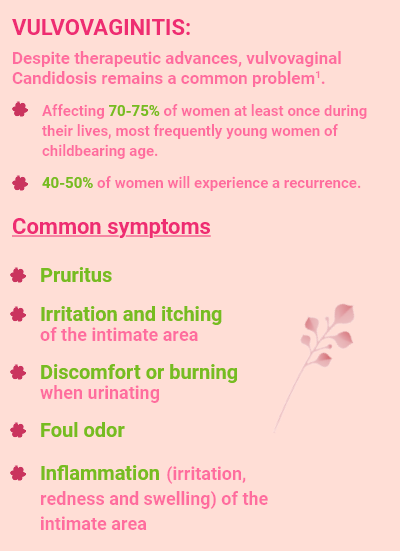 VULVOVAGINITIS:
Despite therapeutic advances, vulvovaginal
Candidosis remains a common problem¹.
Affecting 70-75% of women at least once during
their lives, most frequently young women of
childbearing age.
40-50% of women will experience a recurrence.
Common symptoms
Pruritus
Irritation and itching
of the intimate area
Discomfort or burning
when urinating
Foul odor
Inflammation (irritation,
redness and swelling) of the
intimate area